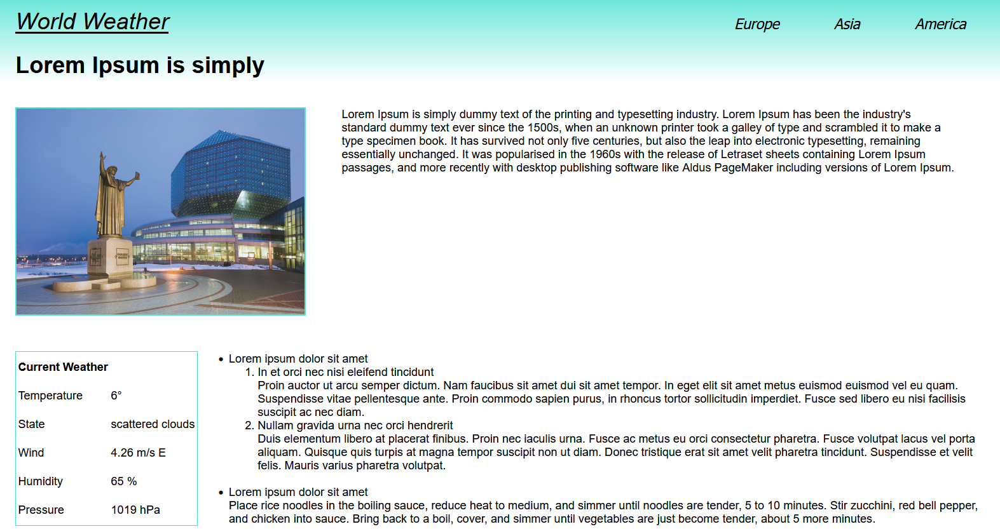 World Weather
Europe
Asia
America
Lorem Ipsum is simply
Lorem Ipsum is simply dummy text of the printing and typesetting industry. Lorem Ipsum has been the industry's
standard dummy text ever since the 1500s, when an unknown printer took a galley of type and scrambled it to make a
type specimen book. It has survived not only five centuries, but also the leap into electronic typesetting, remaining
essentially unchanged. It was popularised in the 1960s with the release of Letraset sheets containing Lorem Ipsum
passages, and more recently with desktop publishing software like Aldus PageMaker including versions of Lorem Ipsum.
Current Weather
Temperature 6°
State scattered clouds
Wind 4.26 m/s E
Humidity 65 %
Pressure 1019 hPa
• Lorem ipsum dolor sit amet
1. In et orci nec nisi eleifend tincidunt
Proin auctor ut arcu semper dictum. Nam faucibus sit amet dui sit amet tempor. In eget elit sit amet metus euismod euismod vel eu quam.
Suspendisse vitae pellentesque ante. Proin commodo sapien purus, in rhoncus tortor sollicitudin imperdiet. Fusce sed libero eu nisi facilisis
suscipit ac nec diam.
2. Nullam gravida urna nec orci hendrerit
Duis elementum libero at placerat finibus. Proin nec iaculis urna. Fusce ac metus eu orci consectetur pharetra. Fusce volutpat lacus vel porta
aliquam. Quisque quis turpis at magna tempor suscipit non ut diam. Donec tristique erat sit amet velit pharetra tincidunt. Suspendisse et velit
felis. Mauris varius pharetra volutpat.
• Lorem ipsum dolor sit amet
Place rice noodles in the boiling sauce, reduce heat to medium, and simmer until noodles are tender, 5 to 10 minutes. Stir zucchini, red bell pepper,
and chicken into sauce. Bring back to a boil, cover, and simmer until vegetables are just become tender, about 5 more minutes.